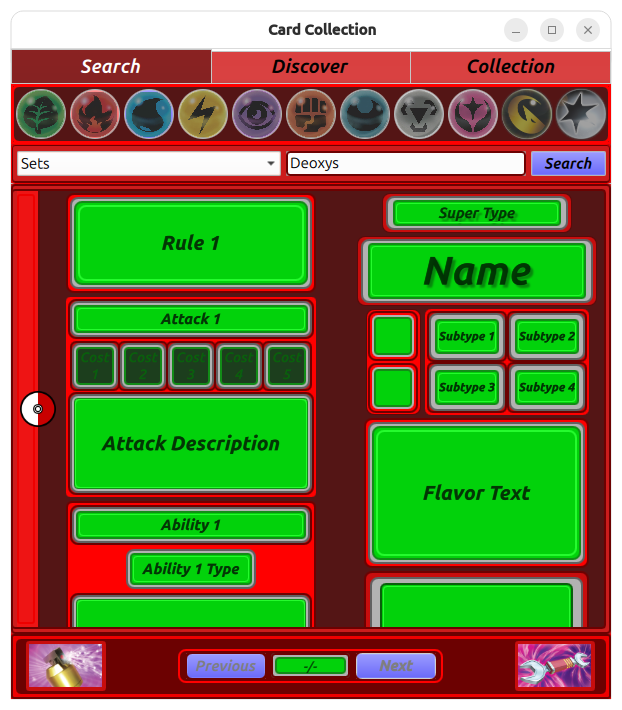 Card Collection
Search
Discover
Collection
Sets
Deoxys
Search
Rule 1
Attack 1
Cost 1
Cost 2
Cost 3
Cost 4
Cost 5
Attack Description
Ability 1
Ability 1 Type
Super Type
Name
Subtype 1
Subtype 2
Subtype 3
Subtype 4
Flavor Text
Previous
-/-
Next